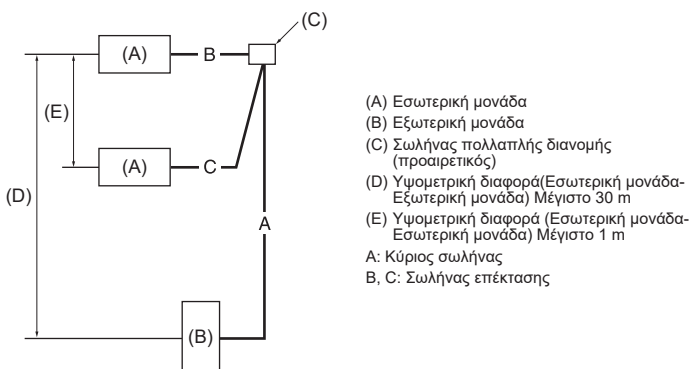 (C)
(A)
B
(E)
(A)
C
(D)
A
(B)
(A) Εσωτερική μονάδα
(B) Εξωτερική μονάδα
(C) Σωλήνας πολλαπλής διανομής
(προαιρετικός)
(D) Υψομετρική διαφορά(Εσωτερική μονάδα-
Εξωτερική μονάδα) Μέγιστο 30 m
(E) Υψομετρική διαφορά (Εσωτερική μονάδα-
Εσωτερική μονάδα) Μέγιστο 1 m
A: Κύριος σωλήνας
B, C: Σωλήνας επέκτασης